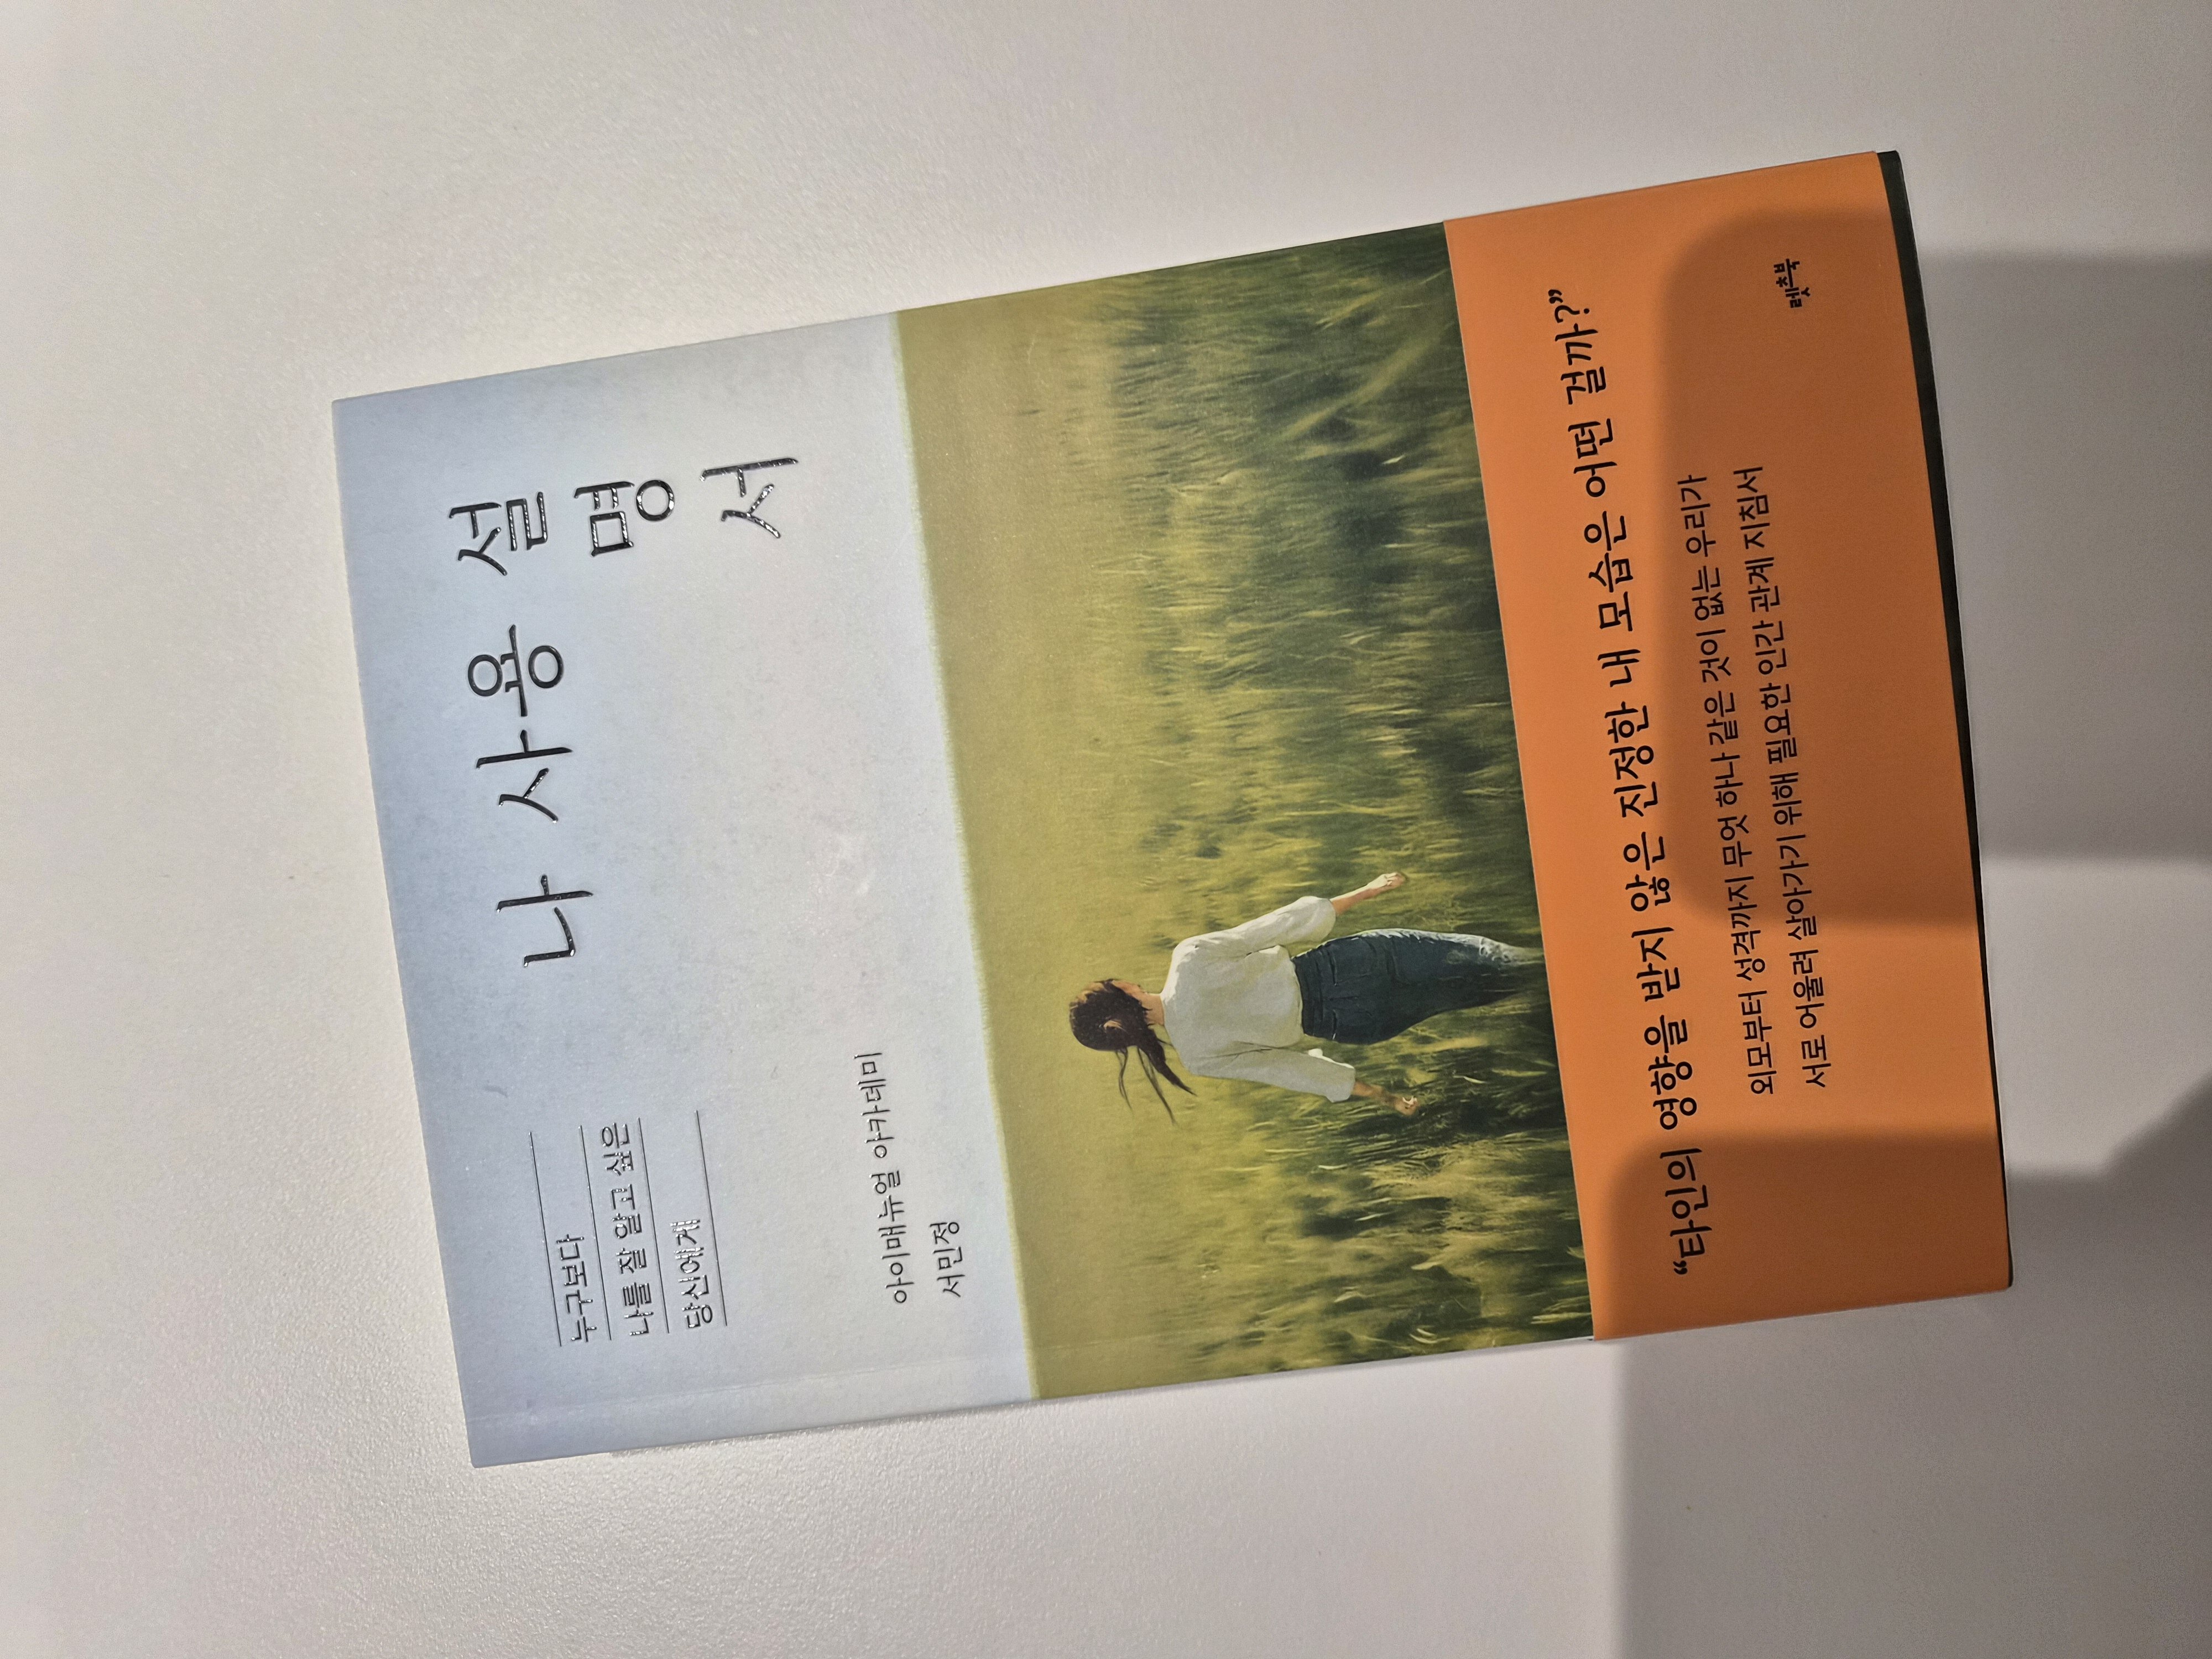 누구보다
나를 잘 알고 싶은
당신에게
나 사용 설
명
서
아이매뉴얼 아카데미
서민정
“타인의 영향을 받지 않은 진정한 내 모습은 어떤 걸까?”
외모부터 성격까지 무엇 하나 같은 것이 없는 우리가
서로 어울려 살아가기 위해 필요한 인간 관계 지침서
렛츠북